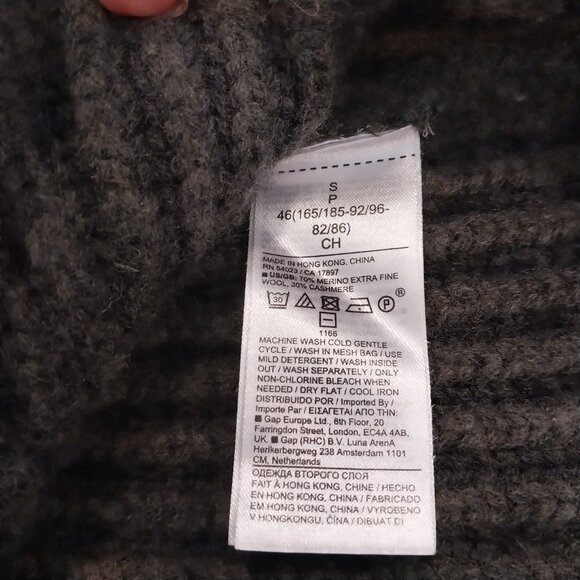 S
P
46(165/185-92/96-
82/86)
CH
MADE IN HONG KONG, CHINA
RN 54023 / CA 17897
■ US/GB: 70% MERINO EXTRA FINE
WOOL, 30% CASHMERE
30
P
®
1166
MACHINE WASH COLD GENTLE
CYCLE / WASH IN MESH BAG / USE
MILD DETERGENT / WASH INSIDE
OUT / WASH SEPARATELY / ONLY
NON-CHLORINE BLEACH WHEN
NEEDED / DRY FLAT / COOL IRON
DISTRIBUIDO POR / Imported By /
Importe Par / ΕΙΣΑΓΕΤΑΙ ΑΠΟ THN:
■ Gap Europe Ltd., 6th Floor, 20
Farringdon Street, London, EC4A 4AB,
UK. ■ Gap (RHC) B.V. Luna ArenA
Herikerbergweg 238 Amsterdam 1101
CM, Netherlands
ОДЕЖДА ВТОРОГО СЛОЯ
FAIT À HONG KONG, CHINE / HECHO
EN HONG KONG, CHINA / FABRICADO
EM HONG KONG, CHINA / VYROBENO
V HONGKONGU, ČÍNA / DIBUAT DI